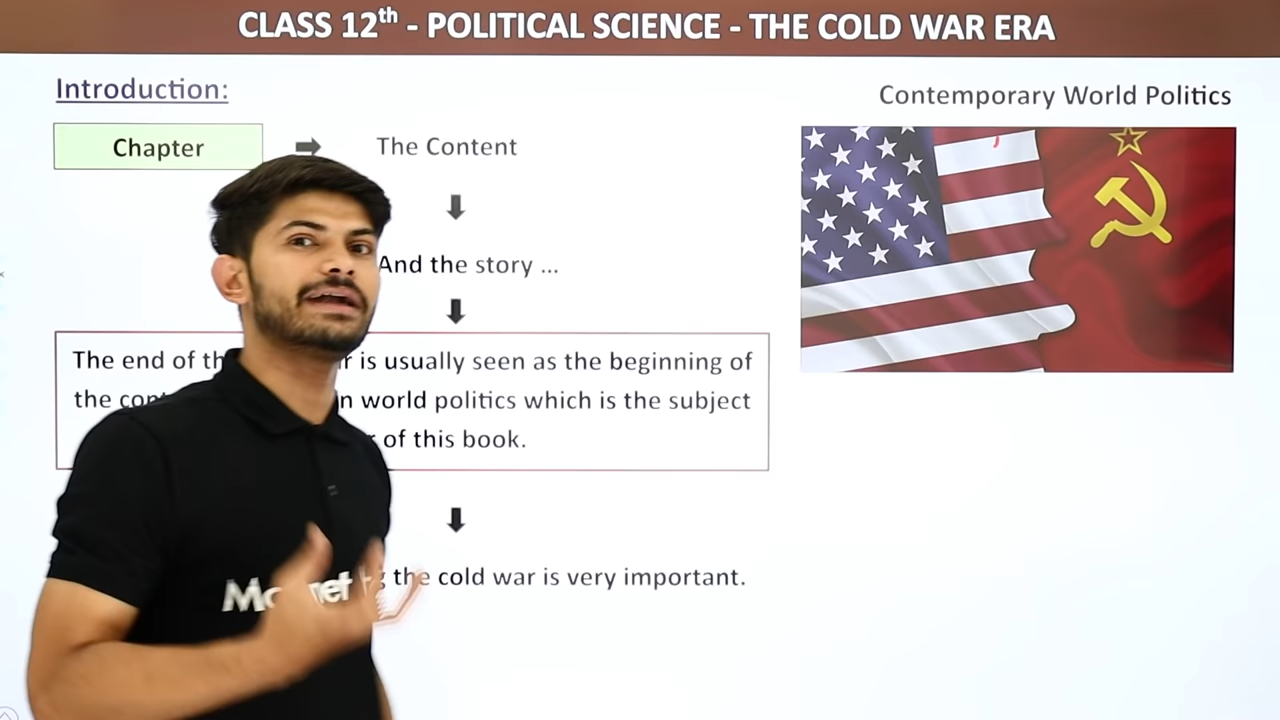 CLASS 12th - POLITICAL SCIENCE - THE COLD WAR ERA
Introduction:
Contemporary World Politics
Chapter
The Content
And the story ...
The end of is usually seen as the beginning of
the world politics which is the subject
of this book.
the cold war is very important.